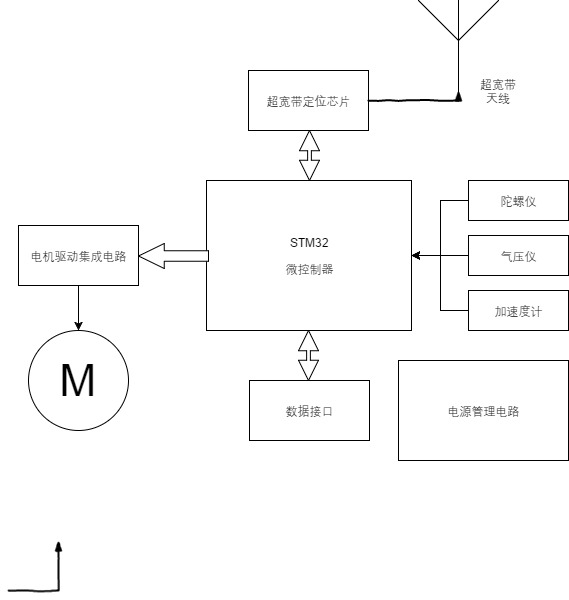 超宽带定位芯片
超宽带
天线
STM32
微控制器
陀螺仪
气压仪
加速度计
电机驱动集成电路
M
数据接口
电源管理电路